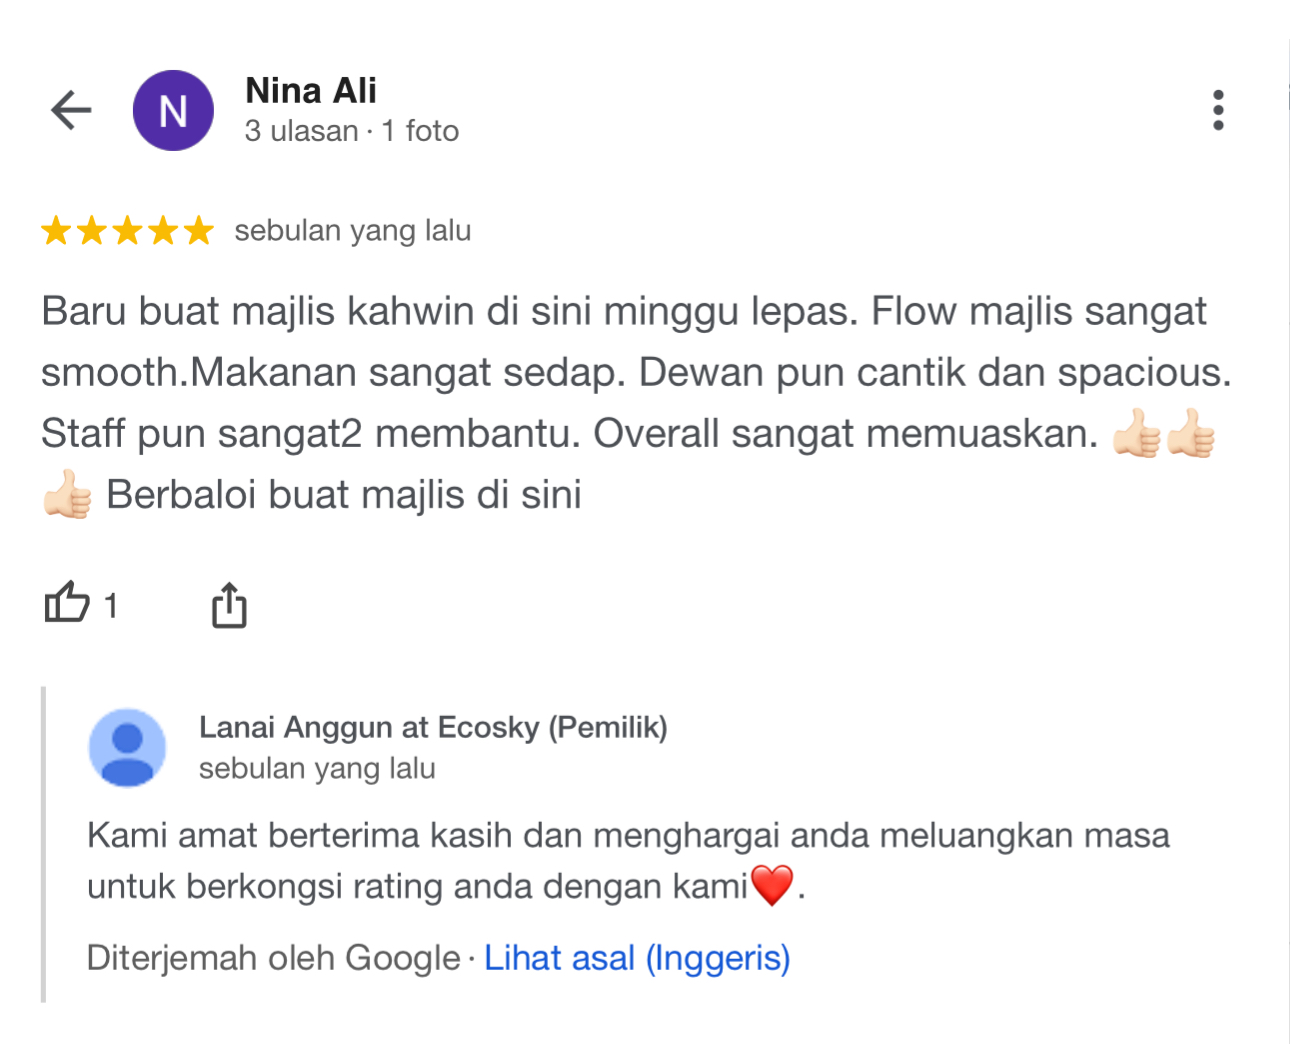 N
Nina Ali
3 ulasan · 1 foto
sebulan yang lalu
Baru buat majlis kahwin di sini minggu lepas. Flow majlis sangat
smooth.Makanan sangat sedap. Dewan pun cantik dan spacious.
Staff pun sangat2 membantu. Overall sangat memuaskan. 👍🏻👍🏻
👍🏻 Berbaloi buat majlis di sini
1
Lanai Anggun at Ecosky (Pemilik)
sebulan yang lalu
Kami amat berterima kasih dan menghargai anda meluangkan masa
untuk berkongsi rating anda dengan kami❤️.
Diterjemah oleh Google · Lihat asal (Inggeris)